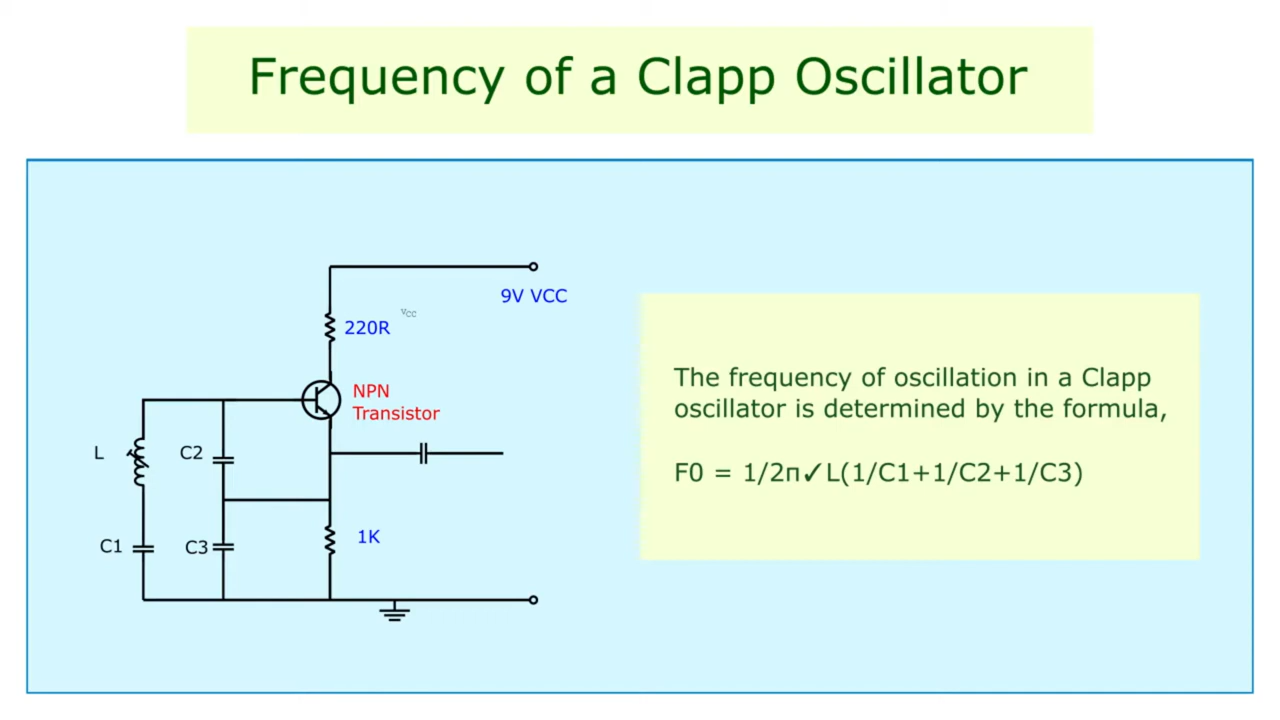 Frequency of a Clapp Oscillator
9V VCC
Vcc
220R
NPN
Transistor
L
C2
C1
C3
1K
The frequency of oscillation in a Clapp
oscillator is determined by the formula,
F0 = 1/2п✓L(1/C1+1/C2+1/C3)